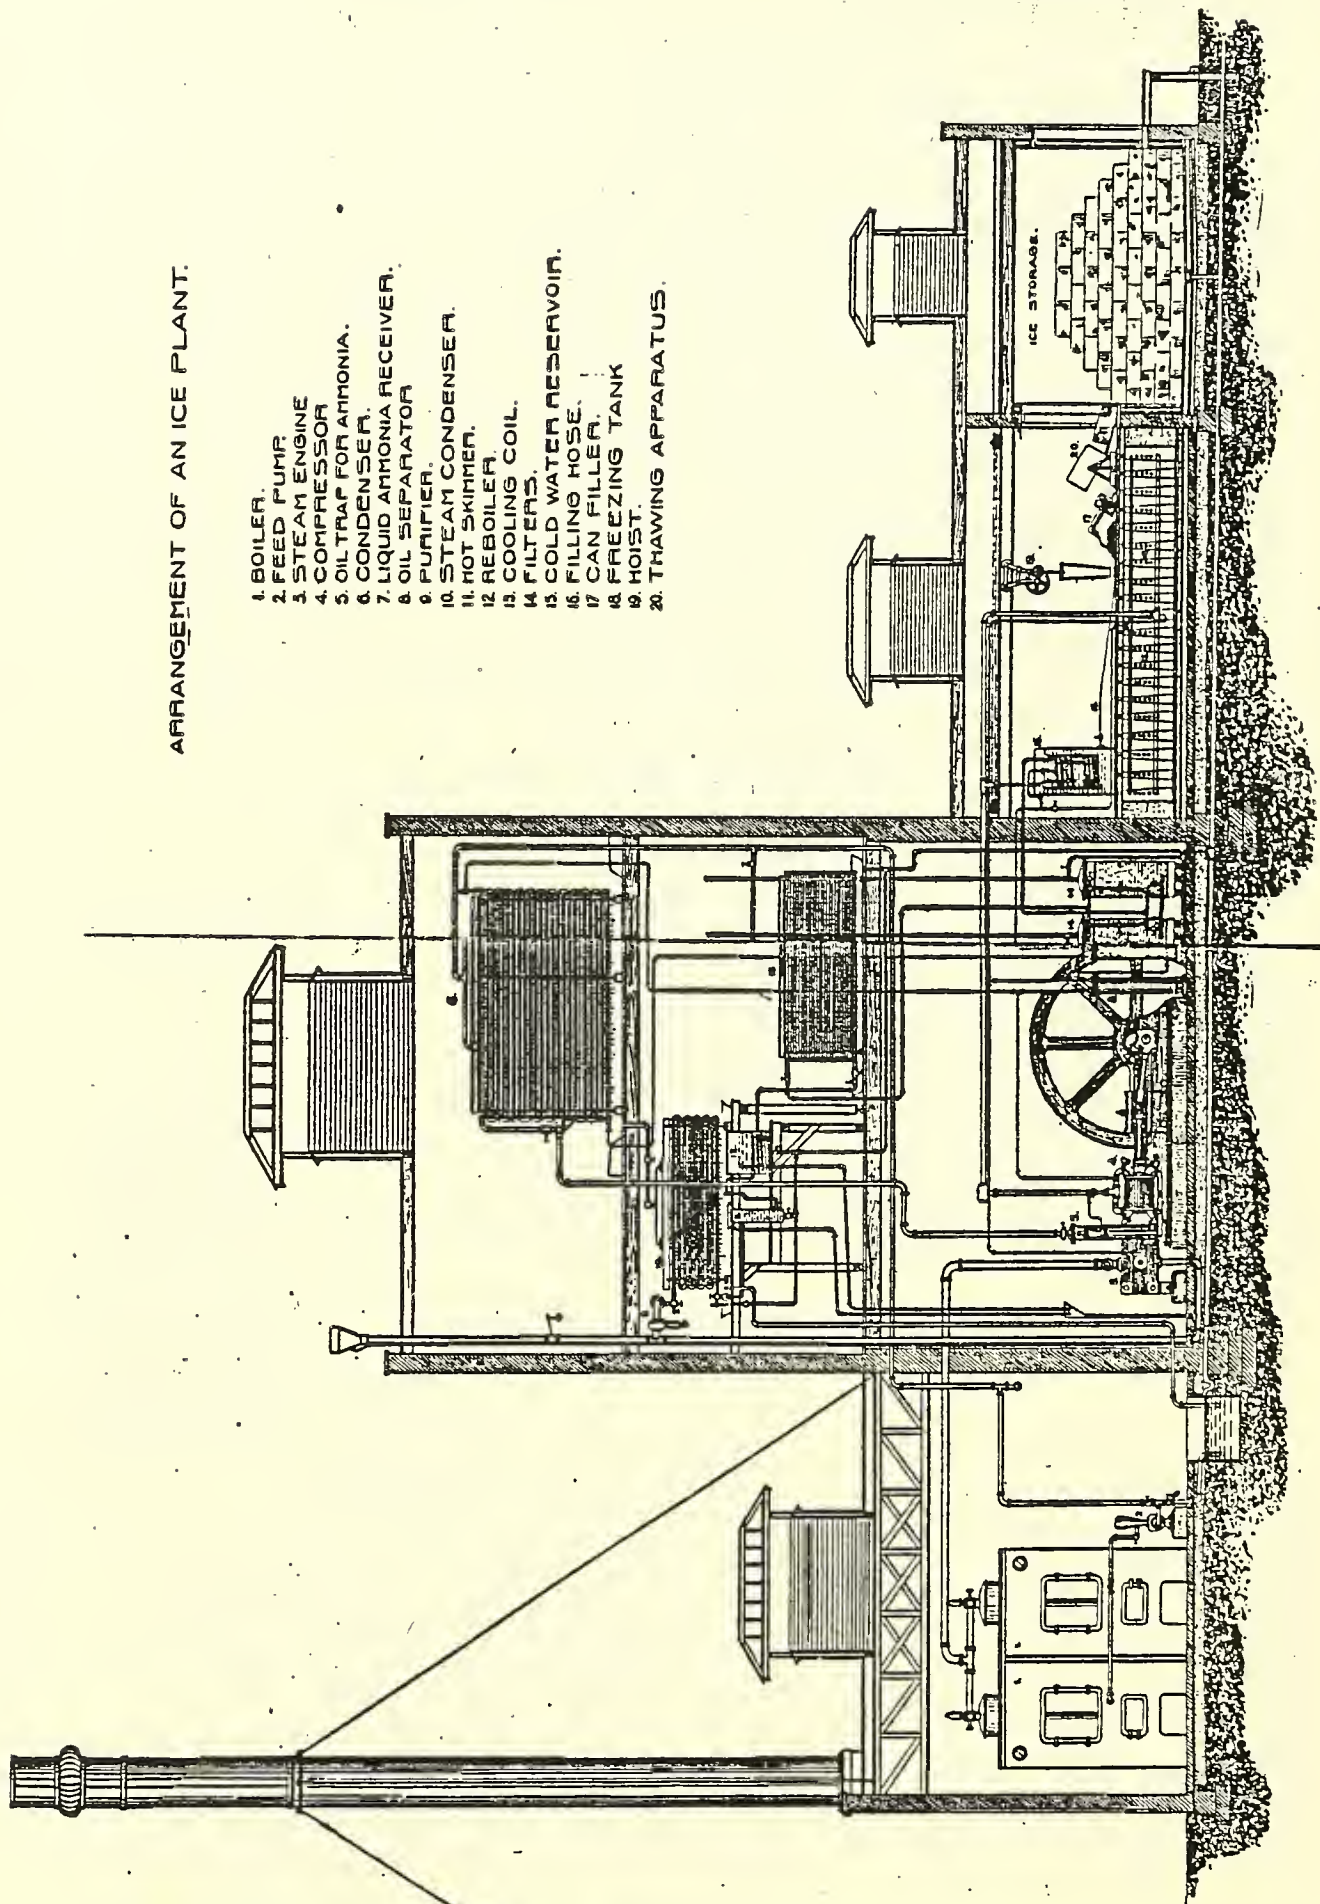 ARRANGEMENT OF AN ICE PLANT.
1. BOILER.
2. FEED PUMP.
3. STEAM ENGINE
4. COMPRESSOR
5. OILTRAP FOR AMMONIA.
6. CONDENSER.
7. LIQUID AMMONIA RECEIVER.
8. OIL SEPARATOR
9. PURIFIER.
10. STEAM CONDENSER.
11. HOT SKIMMER.
12. REBOILER.
13. COOLING COIL.
14. FILTERS.
15. COLD WATER RESERVOIR.
16. FILLING HOSE.
17. CAN FILLER.
18. FREEZING TANK
19. HOIST.
20. THAWING APPARATUS.
ICE STORAGE.
20.
6.